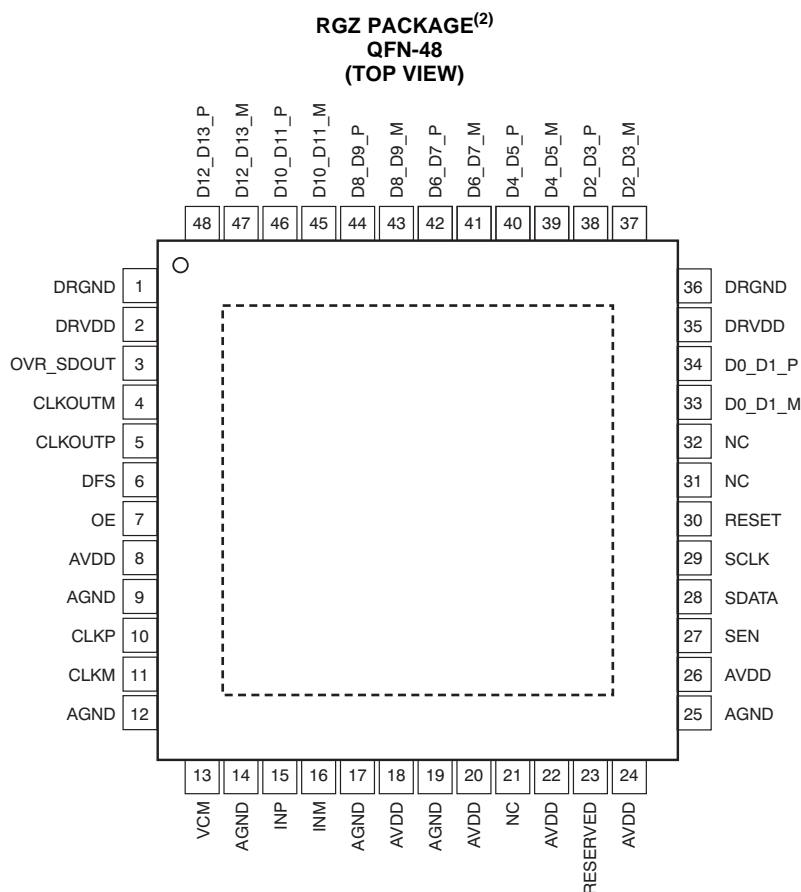 RGZ PACKAGE(2)
QFN-48
(TOP VIEW)
D12_D13_P
D12_D13_M
D10_D11_P
D10_D11_M
D8_D9_P
D8_D9_M
D6_D7_P
D6_D7_M
D4_D5_P
D4_D5_M
D2_D3_P
D2_D3_M
48 47 46 45 44 43 42 41 40 39 38 37
DRGND 1
DRVDD 2
OVR_SDOUT 3
CLKOUTM 4
CLKOUTP 5
DFS 6
OE 7
AVDD 8
AGND 9
CLKP 10
CLKM 11
AGND 12
36 DRGND
35 DRVDD
34 D0_D1_P
33 D0_D1_M
32 NC
31 NC
30 RESET
29 SCLK
28 SDATA
27 SEN
26 AVDD
25 AGND
13 14 15 16 17 18 19 20 21 22 23 24
VCM
AGND
INP
INM
AGND
AVDD
AGND
AVDD
NC
AVDD
RESERVED
AVDD